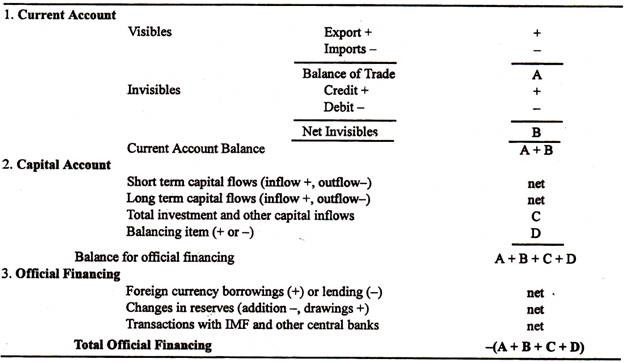 1. Current Account
Visibles Export + +
Imports – –
Balance of Trade A
Invisibles Credit + +
Debit – –
Net Invisibles B
Current Account Balance A + B
2. Capital Account
Short term capital flows (inflow +, outflow–) net
Long term capital flows (inflow +, outflow–) net
Total investment and other capital inflows C
Balancing item (+ or –) D
Balance for official financing A + B + C + D
3. Official Financing
Foreign currency borrowings (+) or lending (–) net
Changes in reserves (addition –, drawings +) net
Transactions with IMF and other central banks net
Total Official Financing –(A + B + C + D)